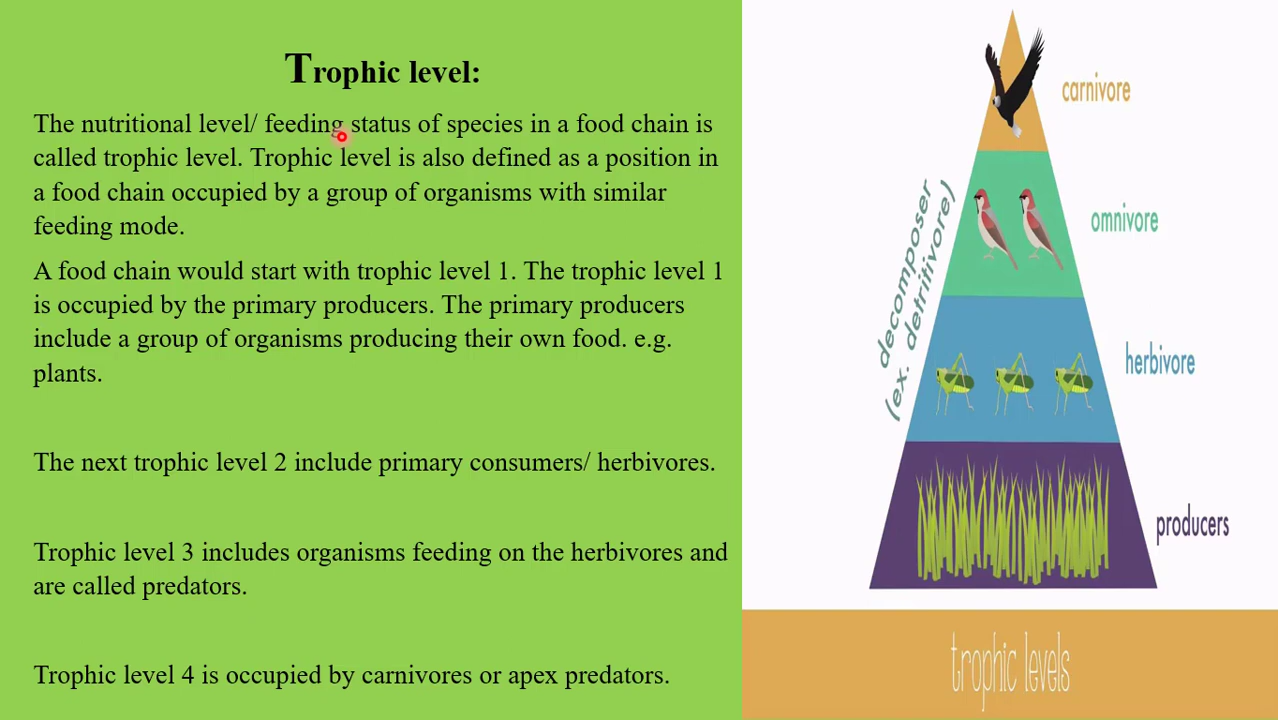 Trophic level:
The nutritional level/ feeding status of species in a food chain is
called trophic level. Trophic level is also defined as a position in
a food chain occupied by a group of organisms with similar
feeding mode.
A food chain would start with trophic level 1. The trophic level 1
is occupied by the primary producers. The primary producers
include a group of organisms producing their own food. e.g.
plants.
The next trophic level 2 include primary consumers/ herbivores.
Trophic level 3 includes organisms feeding on the herbivores and
are called predators.
Trophic level 4 is occupied by carnivores or apex predators.
carnivore
omnivore
decomposer
(ex. detritivore)
herbivore
producers
trophic levels